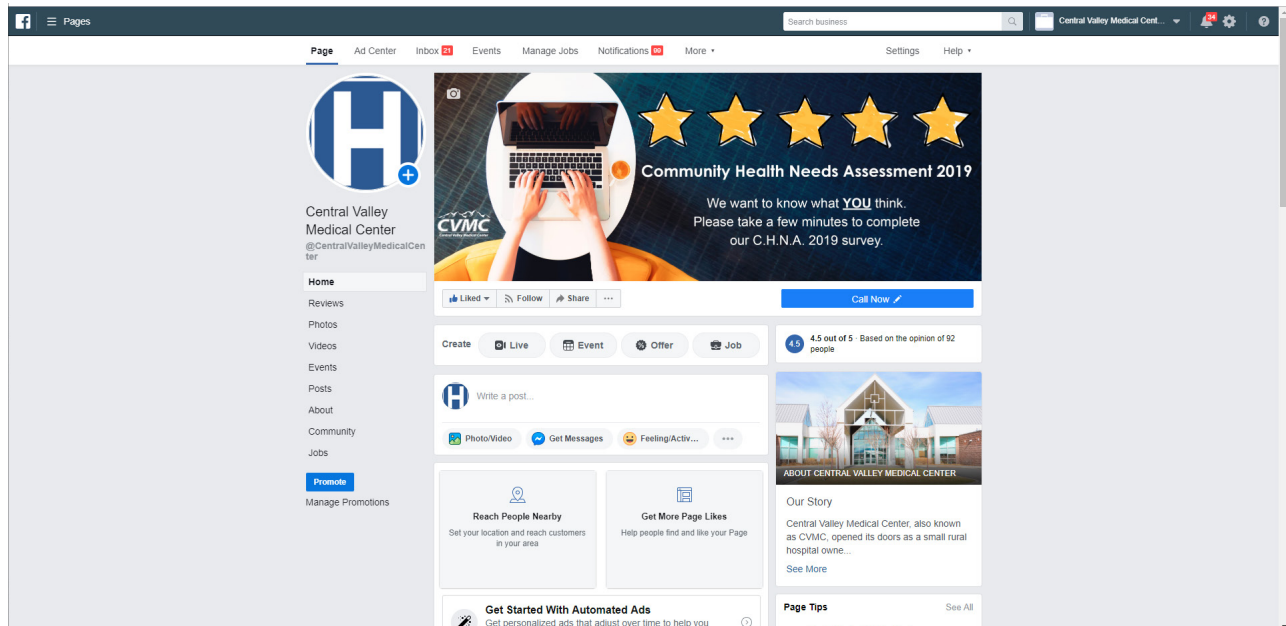 Pages
Search business
Central Valley Medical Cent...
34
Page
Ad Center
Inbox 21
Events
Manage Jobs
Notifications 99
More
Settings
Help
Central Valley
Medical Center
@CentralValleyMedicalCen
ter
Home
Reviews
Photos
Videos
Events
Posts
About
Community
Jobs
Promote
Manage Promotions
Community Health Needs Assessment 2019
We want to know what YOU think.
Please take a few minutes to complete
our C.H.N.A. 2019 survey.
CVMC
Central Valley Medical Center
Liked
Follow
Share
Call Now
Create
Live
Event
Offer
Job
Write a post...
Photo/Video
Get Messages
Feeling/Activ...
Reach People Nearby
Set your location and reach customers
in your area
Get More Page Likes
Help people find and like your Page
Get Started With Automated Ads
Get personalized ads that adjust over time to help you
4.5
4.5 out of 5 · Based on the opinion of 92
people
ABOUT CENTRAL VALLEY MEDICAL CENTER
Our Story
Central Valley Medical Center, also known
as CVMC, opened its doors as a small rural
hospital owne...
See More
Page Tips
See All